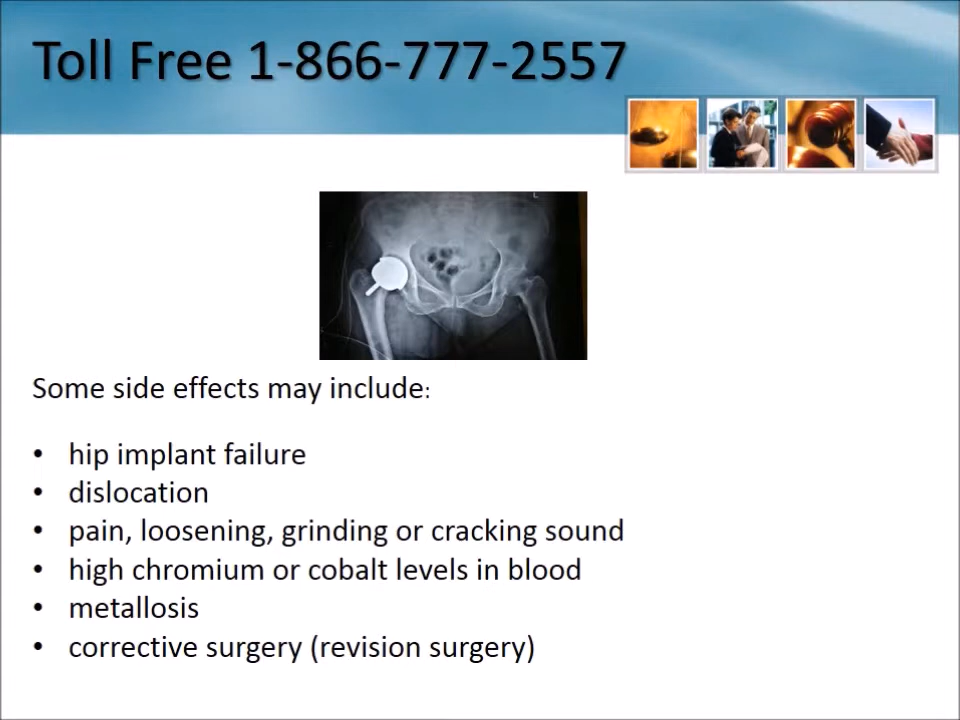 Toll Free 1-866-777-2557
Some side effects may include:
• hip implant failure
• dislocation
• pain, loosening, grinding or cracking sound
• high chromium or cobalt levels in blood
• metallosis
• corrective surgery (revision surgery)